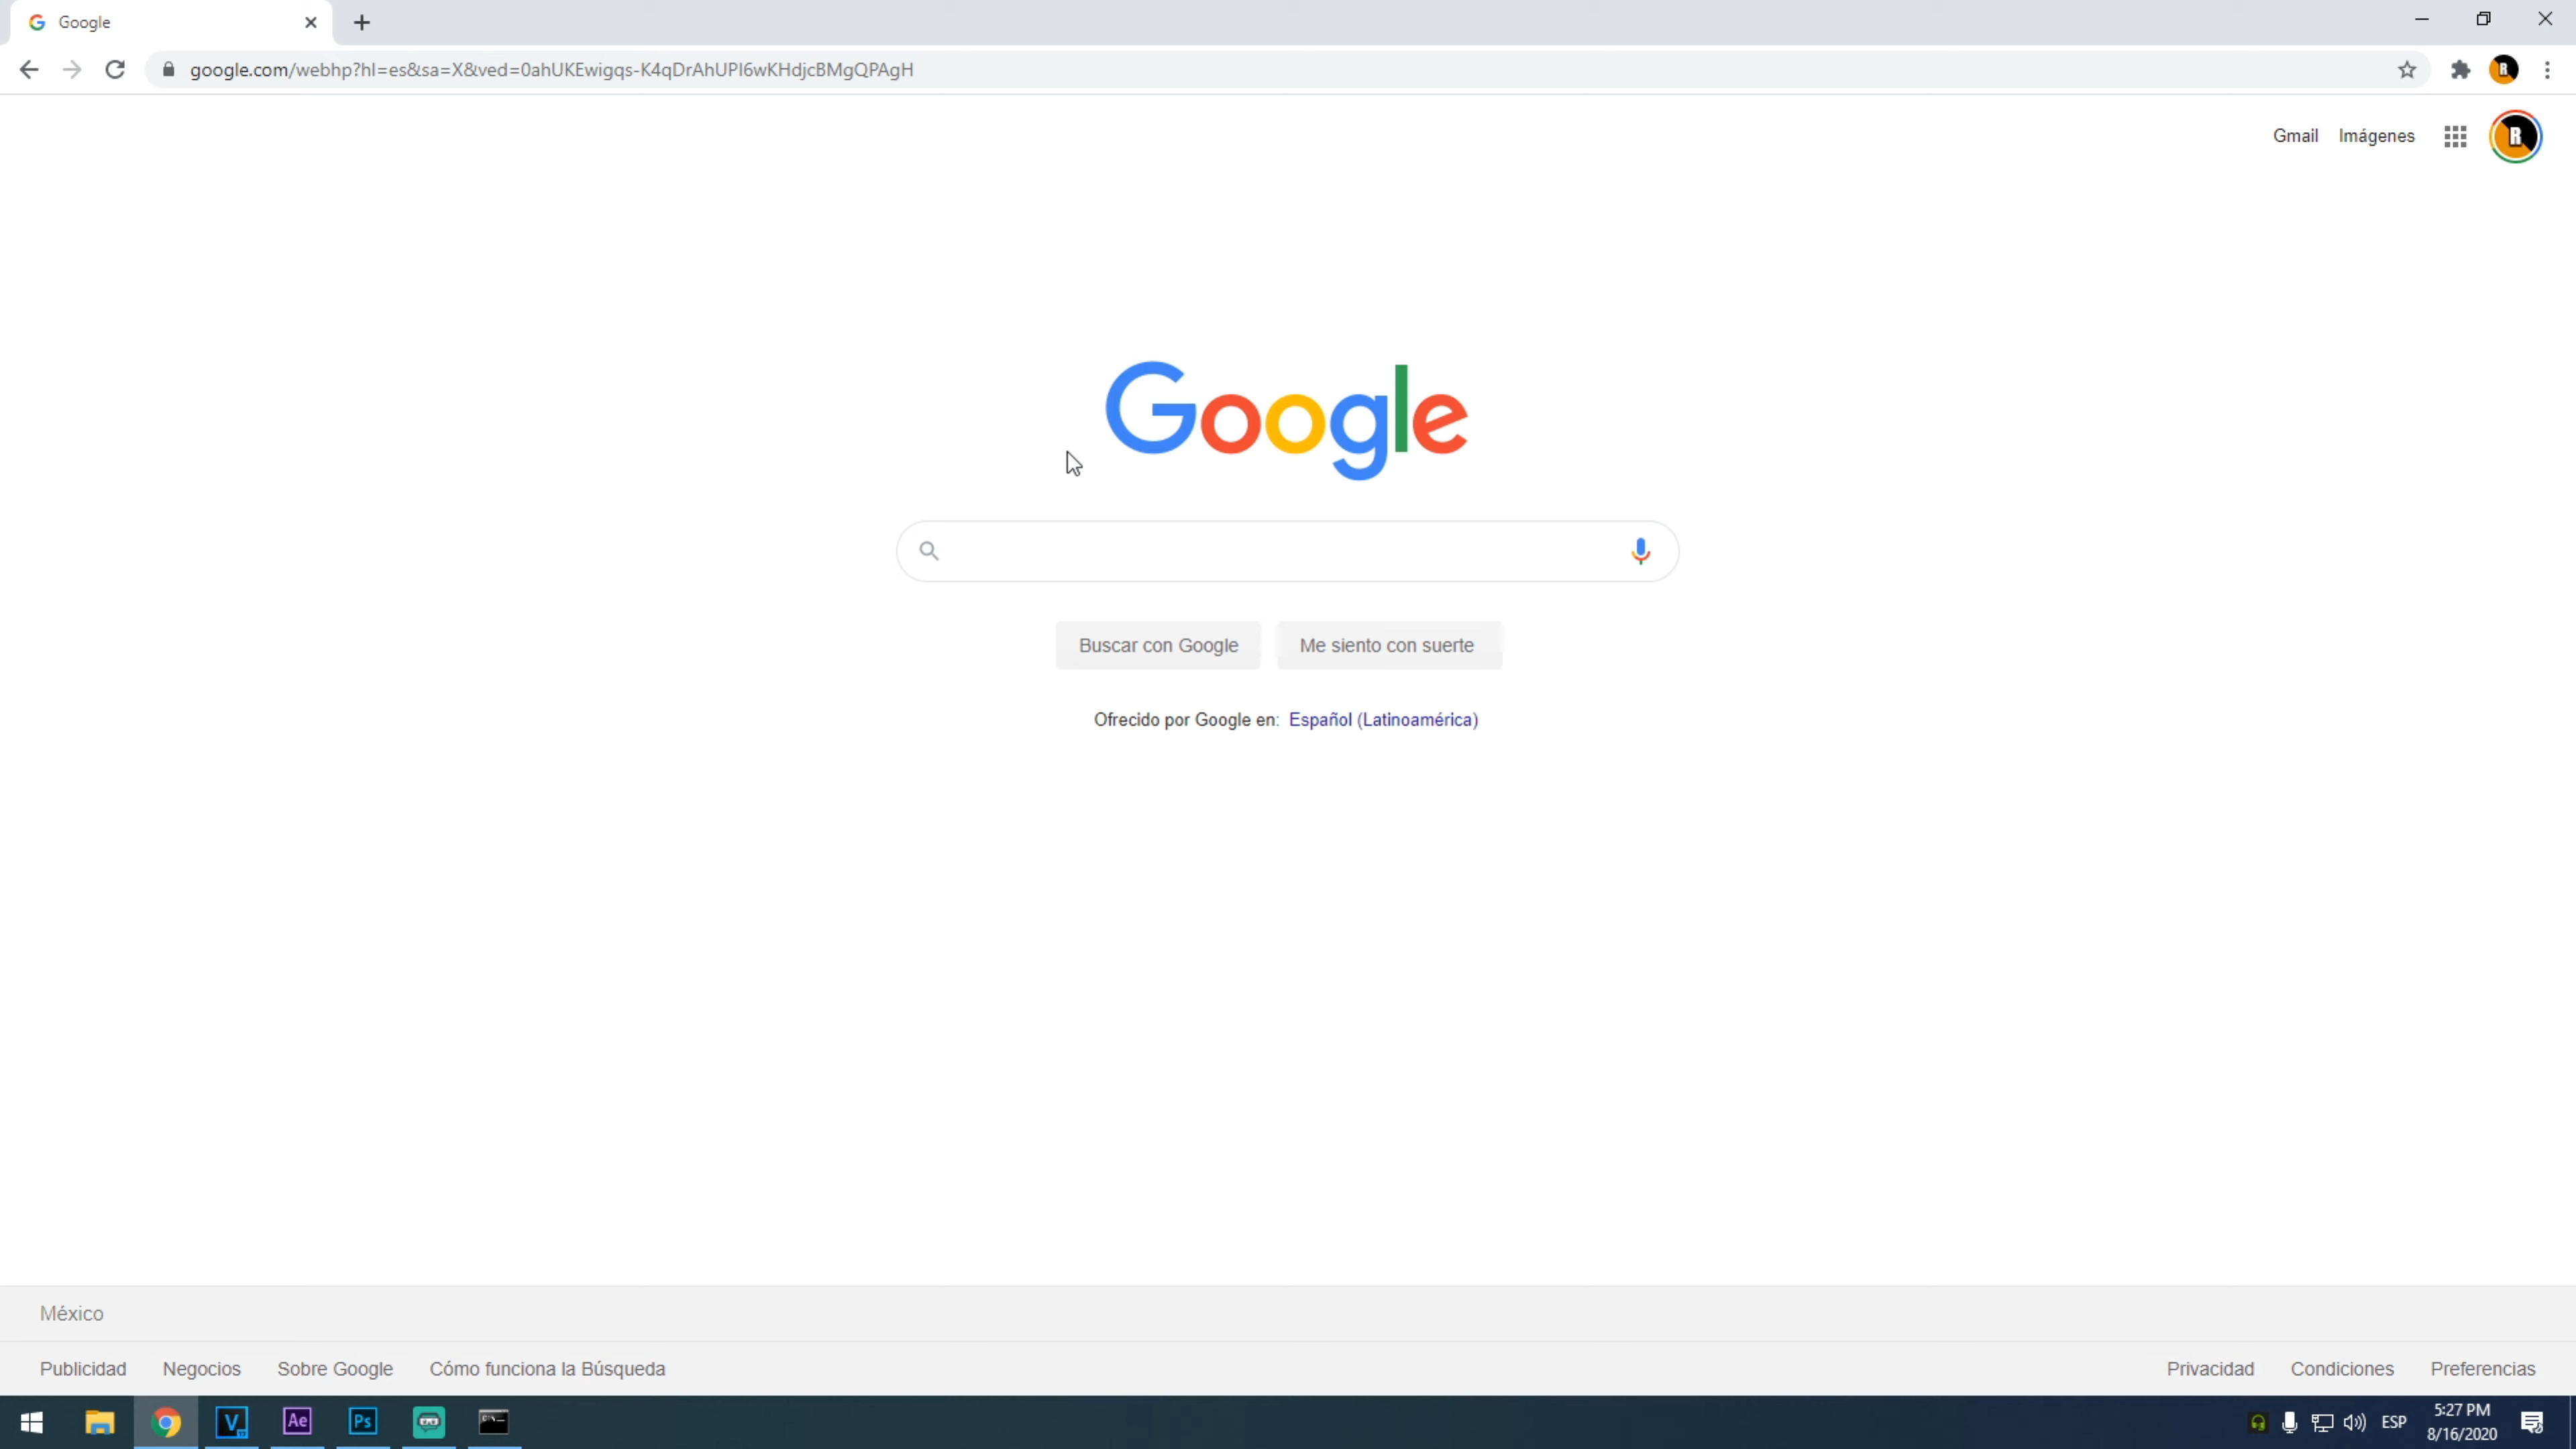 Google
google.com/webhp?hl=es&sa=X&ved=0ahUKEwigqs-K4qDrAhUPI6wKHdjcBMgQPAgH
R
Gmail Imágenes R
Google
Buscar con Google Me siento con suerte
Ofrecido por Google en: Español (Latinoamérica)
México
Publicidad Negocios Sobre Google Cómo funciona la Búsqueda Privacidad Condiciones Preferencias
V Ae Ps ESP 5:27 PM
8/16/2020